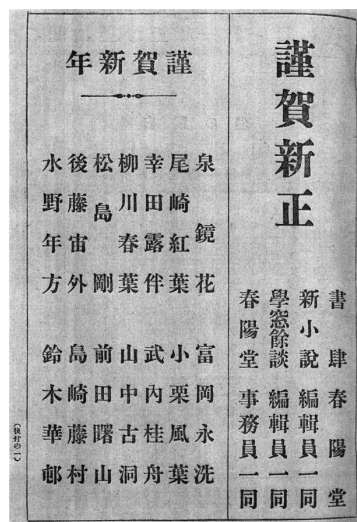 謹賀新正
書肆春陽堂
新小說 編輯員一同
學窓餘談 編輯員一同
春陽堂 事務員一同
謹賀新年
泉鏡花 富岡永洗
尾崎紅葉 小栗風葉
幸田露伴 武內桂舟
柳川春葉 山中古洞
松島剛 前田曙山
後藤宙外 島崎藤村
水野年方 鈴木華邨